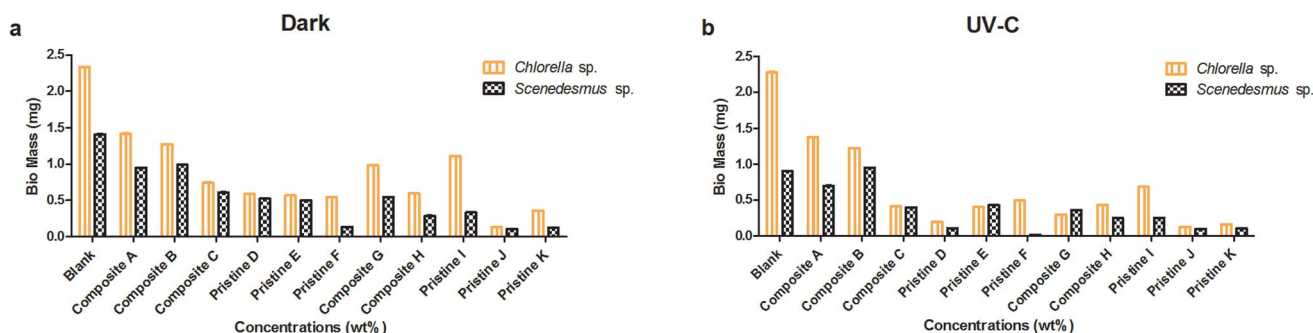 a
Dark
2.5
2.0
1.5
1.0
0.5
0.0
Bio Mass (mg)
Chlorella sp.
Scenedesmus sp.
Blank
Composite A
Composite B
Composite C
Pristine D
Pristine E
Pristine F
Composite G
Composite H
Pristine I
Pristine J
Pristine K
Concentrations (wt%)
b
UV-C
2.5
2.0
1.5
1.0
0.5
0.0
Bio Mass (mg)
Chlorella sp.
Scenedesmus sp.
Blank
Composite A
Composite B
Composite C
Pristine D
Pristine E
Pristine F
Composite G
Composite H
Pristine I
Pristine J
Pristine K
Concentrations (wt%)